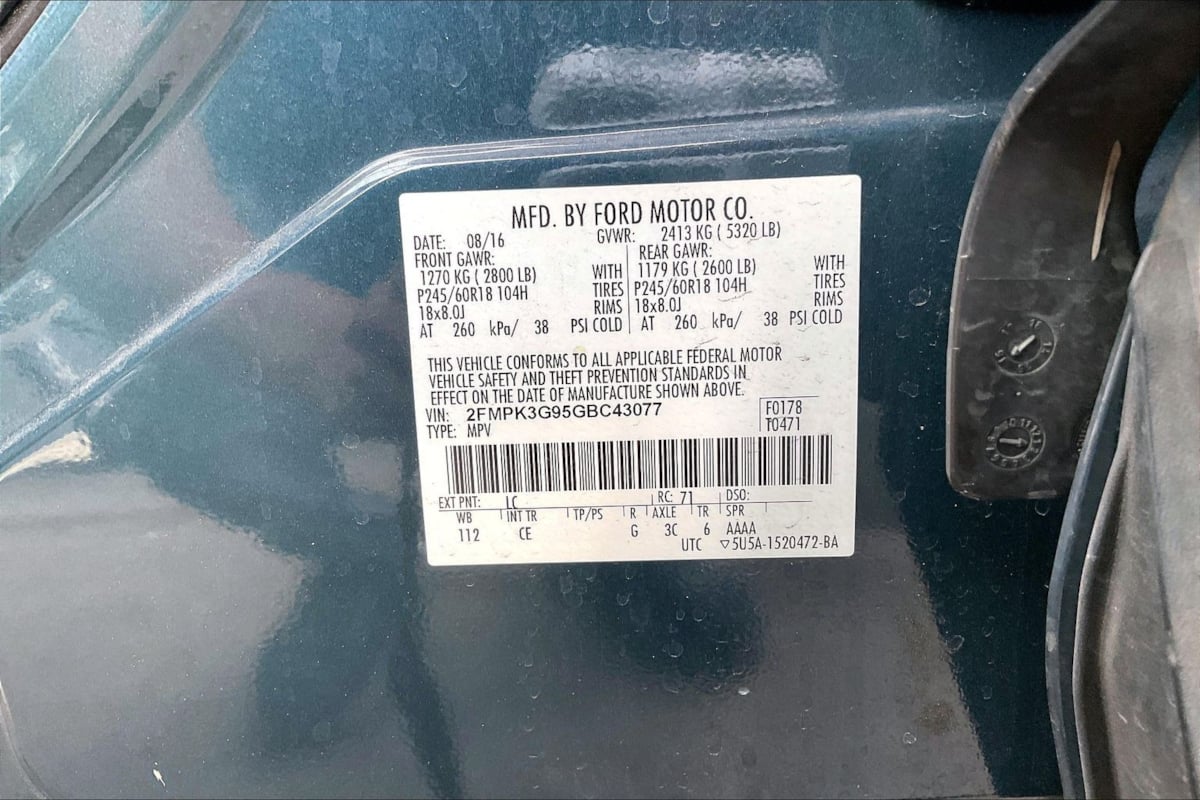 MFD. BY FORD MOTOR CO.
DATE: 08/16 GVWR: 2413 KG ( 5320 LB)
FRONT GAWR: REAR GAWR:
1270 KG ( 2800 LB) WITH 1179 KG ( 2600 LB) WITH
P245/60R18 104H TIRES P245/60R18 104H TIRES
18x8.0J RIMS 18x8.0J RIMS
AT 260 kPa/ 38 PSI COLD AT 260 kPa/ 38 PSI COLD
THIS VEHICLE CONFORMS TO ALL APPLICABLE FEDERAL MOTOR
VEHICLE SAFETY AND THEFT PREVENTION STANDARDS IN
EFFECT ON THE DATE OF MANUFACTURE SHOWN ABOVE.
VIN: 2FMPK3G95GBC43077 F0178
TYPE: MPV T0471
EXT PNT: LC RC: 71 DSO:
WB INT TR TP/PS R AXLE TR SPR
112 CE G 3C 6 AAAA
UTC ▽5U5A-1520472-BA